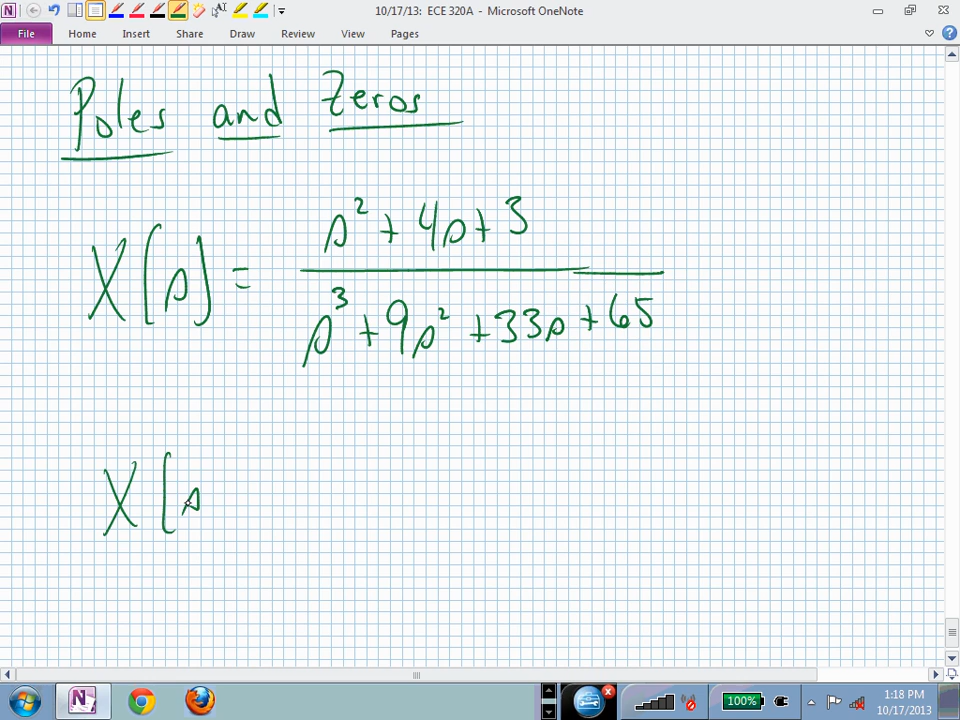 10/17/13: ECE 320A - Microsoft OneNote
File Home Insert Share Draw Review View Pages
Poles and Zeros
X[s] = s² + 4s + 3
s³ + 9s² + 33s + 65
X[s
100% 1:18 PM
10/17/2013